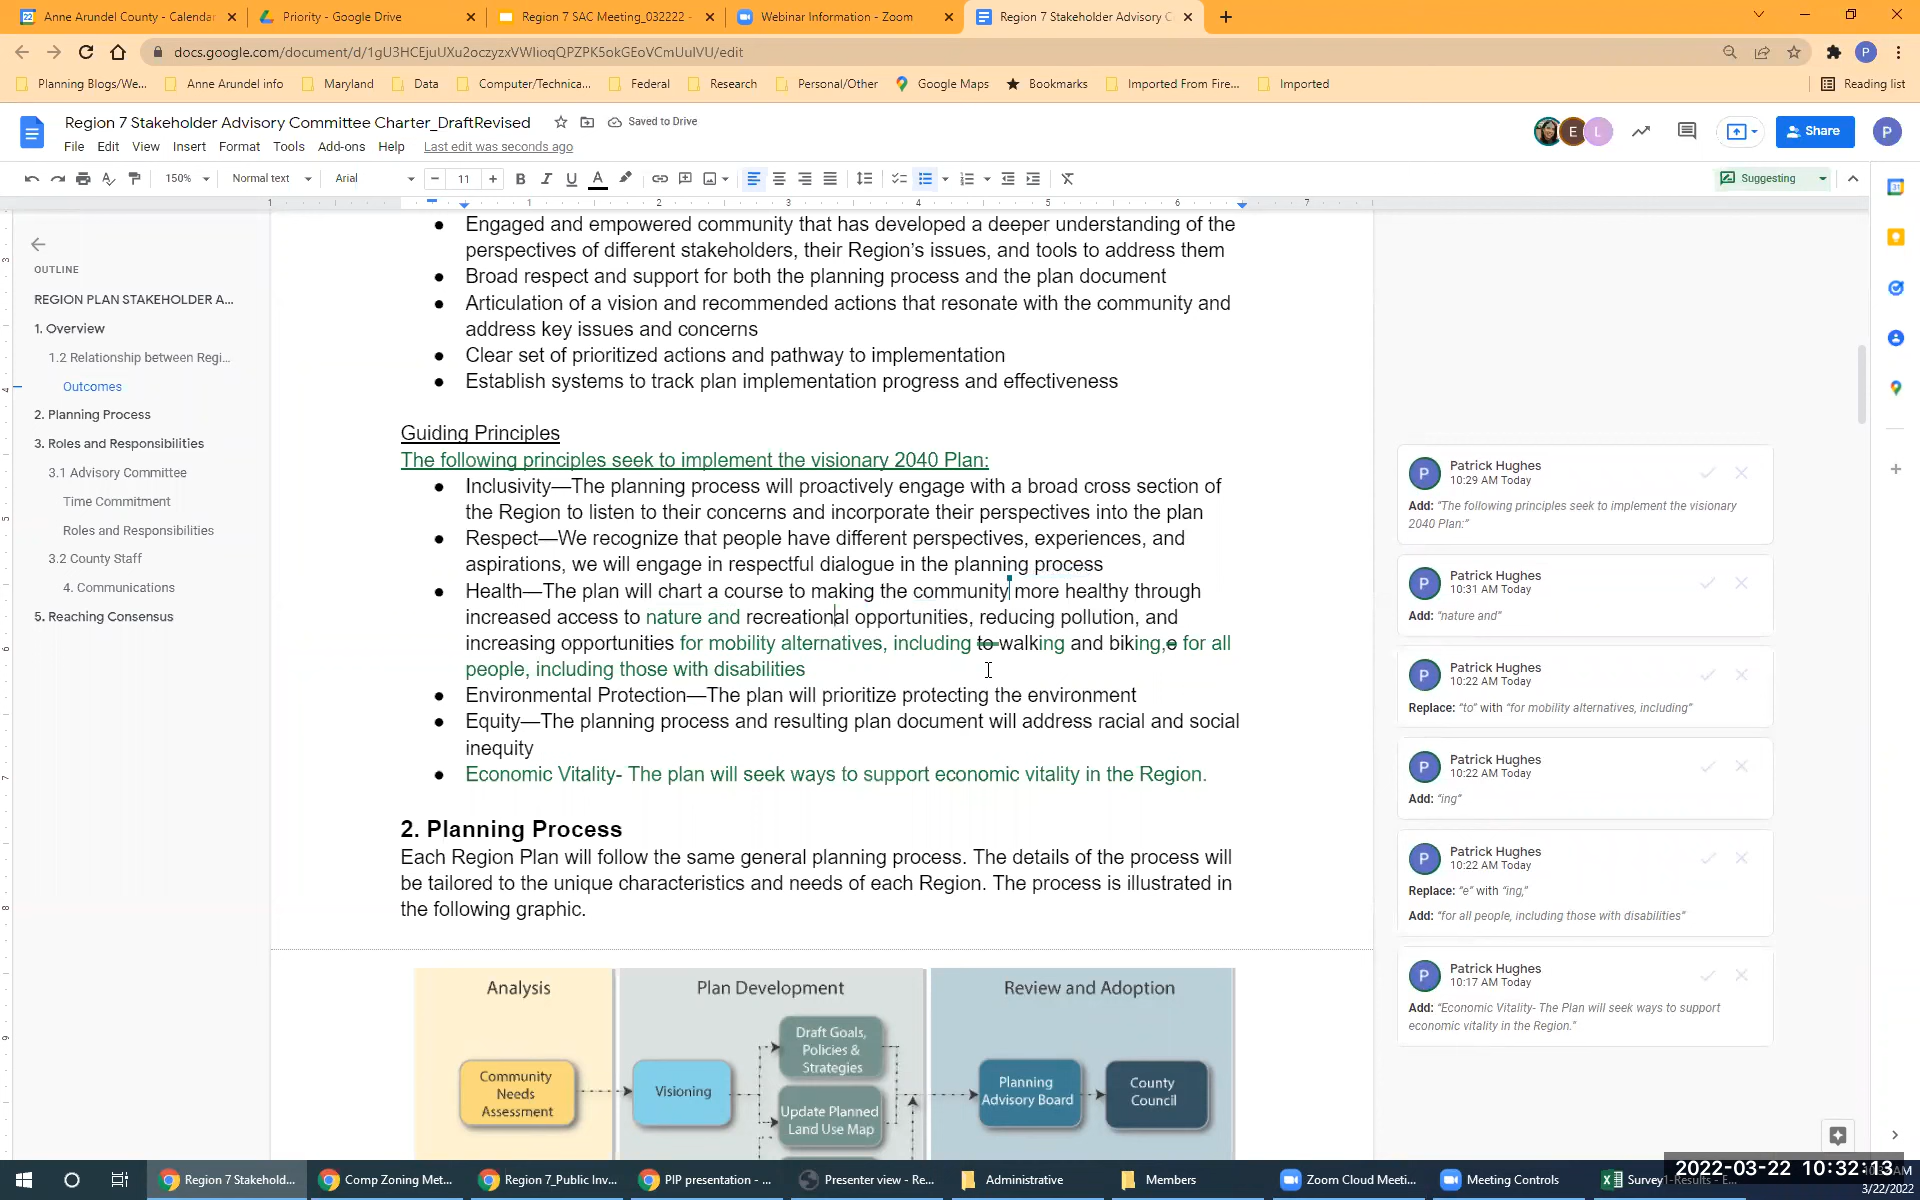 Anne Arundel County - Calendar
Priority - Google Drive
Region 7 SAC Meeting_032222 -
Webinar Information - Zoom
Region 7 Stakeholder Advisory C
docs.google.com/document/d/1gU3HCEjuUXu2oczyzxVWIioqQPZPK5okGEoVCmUuIVU/edit
P
Planning Blogs/We...
Anne Arundel info
Maryland
Data
Computer/Technica...
Federal
Research
Personal/Other
Google Maps
Bookmarks
Imported From Fire...
Imported
Reading list
Region 7 Stakeholder Advisory Committee Charter_DraftRevised
Saved to Drive
File Edit View Insert Format Tools Add-ons Help
Last edit was seconds ago
E
L
Share
P
150%
Normal text
Arial
11
B I U A
Suggesting
1 1 2 3 4 5 6 7
OUTLINE
REGION PLAN STAKEHOLDER A...
1. Overview
1.2 Relationship between Regi...
Outcomes
2. Planning Process
3. Roles and Responsibilities
3.1 Advisory Committee
Time Commitment
Roles and Responsibilities
3.2 County Staff
4. Communications
5. Reaching Consensus
● Engaged and empowered community that has developed a deeper understanding of the
perspectives of different stakeholders, their Region's issues, and tools to address them
● Broad respect and support for both the planning process and the plan document
● Articulation of a vision and recommended actions that resonate with the community and
address key issues and concerns
● Clear set of prioritized actions and pathway to implementation
● Establish systems to track plan implementation progress and effectiveness
Guiding Principles
The following principles seek to implement the visionary 2040 Plan:
● Inclusivity—The planning process will proactively engage with a broad cross section of
the Region to listen to their concerns and incorporate their perspectives into the plan
● Respect—We recognize that people have different perspectives, experiences, and
aspirations, we will engage in respectful dialogue in the planning process
● Health—The plan will chart a course to making the community more healthy through
increased access to nature and recreational opportunities, reducing pollution, and
increasing opportunities for mobility alternatives, including to walking and biking,e for all
people, including those with disabilities
● Environmental Protection—The plan will prioritize protecting the environment
● Equity—The planning process and resulting plan document will address racial and social
inequity
● Economic Vitality- The plan will seek ways to support economic vitality in the Region.
2. Planning Process
Each Region Plan will follow the same general planning process. The details of the process will
be tailored to the unique characteristics and needs of each Region. The process is illustrated in
the following graphic.
Analysis
Plan Development
Review and Adoption
Community
Needs
Assessment
Visioning
Draft Goals,
Policies &
Strategies
Update Planned
Land Use Map
Planning
Advisory Board
County
Council
P
Patrick Hughes
10:29 AM Today
Add: "The following principles seek to implement the visionary
2040 Plan:"
P
Patrick Hughes
10:31 AM Today
Add: "nature and"
P
Patrick Hughes
10:22 AM Today
Replace: "to" with "for mobility alternatives, including"
P
Patrick Hughes
10:22 AM Today
Add: "ing"
P
Patrick Hughes
10:22 AM Today
Replace: "e" with "ing,"
Add: "for all people, including those with disabilities"
P
Patrick Hughes
10:17 AM Today
Add: "Economic Vitality- The Plan will seek ways to support
economic vitality in the Region."
Region 7 Stakehold...
Comp Zoning Met...
Region 7_Public Inv...
PIP presentation - ...
Presenter view - Re...
Administrative
Members
Zoom Cloud Meeti...
Meeting Controls
Survey
2022-03-22 10:32:13
3/22/2022